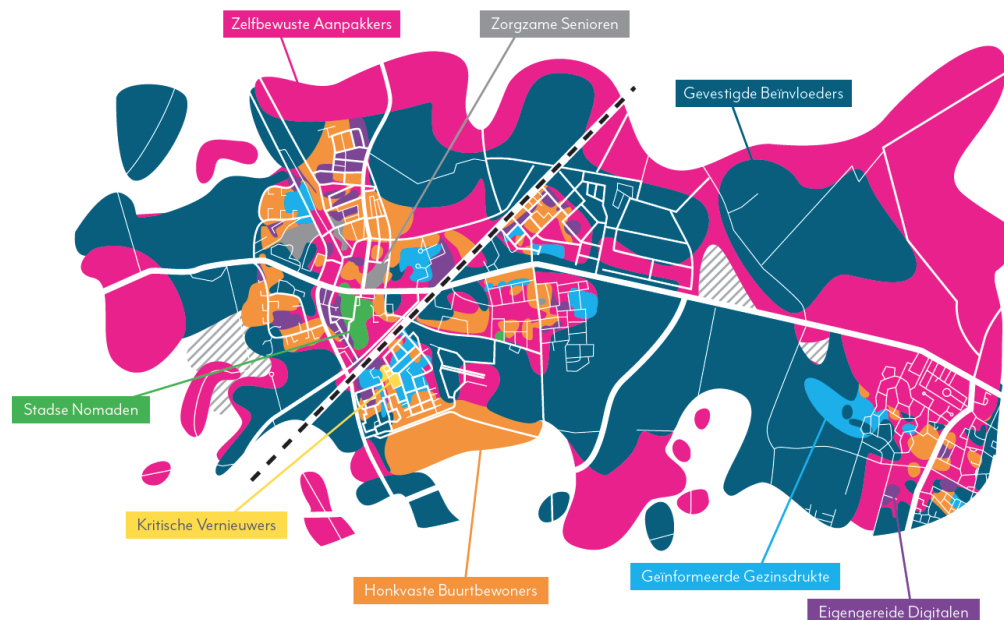 Zelfbewuste Aanpakkers
Zorgzame Senioren
Gevestigde Beïnvloeders
Stadse Nomaden
Kritische Vernieuwers
Honkvaste Buurtbewoners
Geïnformeerde Gezinsdrukte
Eigengereide Digitalen